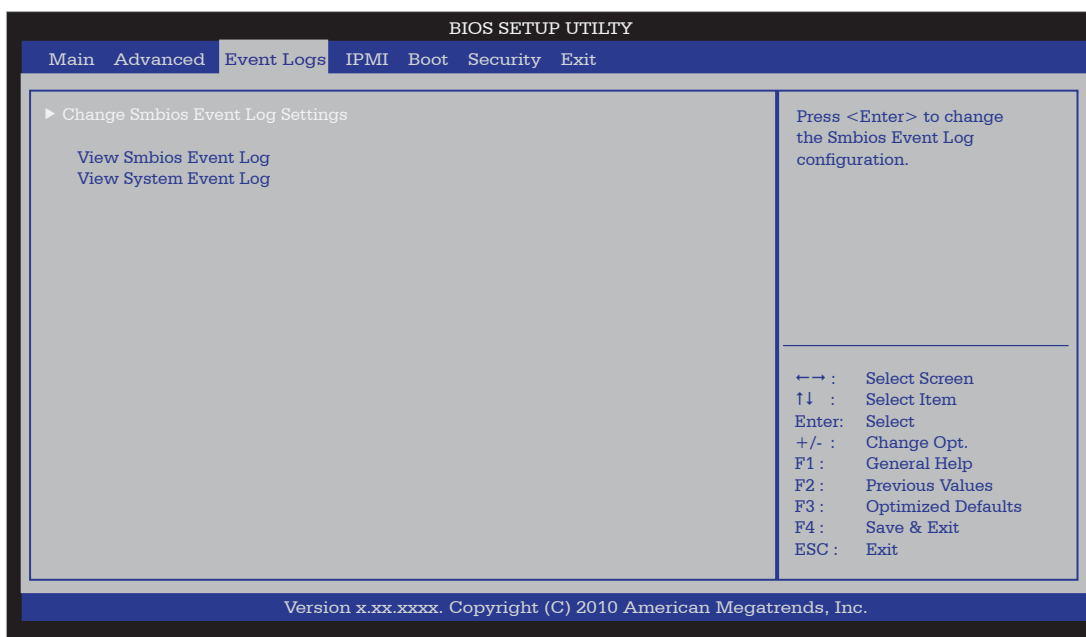 BIOS SETUP UTILTY
Main Advanced Event Logs IPMI Boot Security Exit
► Change Smbios Event Log Settings
View Smbios Event Log
View System Event Log
Press <Enter> to change
the Smbios Event Log
configuration.
←→ : Select Screen
↑↓ : Select Item
Enter: Select
+/- : Change Opt.
F1 : General Help
F2 : Previous Values
F3 : Optimized Defaults
F4 : Save & Exit
ESC : Exit
Version x.xx.xxxx. Copyright (C) 2010 American Megatrends, Inc.